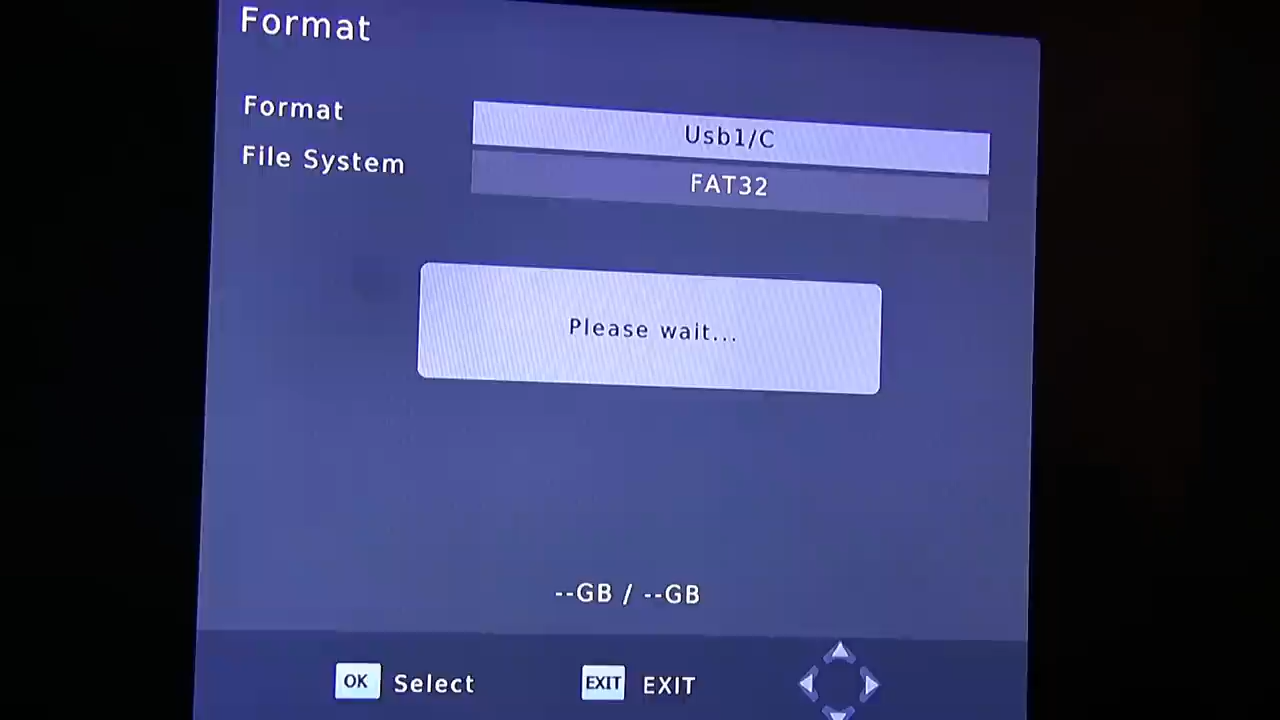 Format
Format
Usb1/C
File System
FAT32
Please wait...
--GB / --GB
OK Select
EXIT EXIT